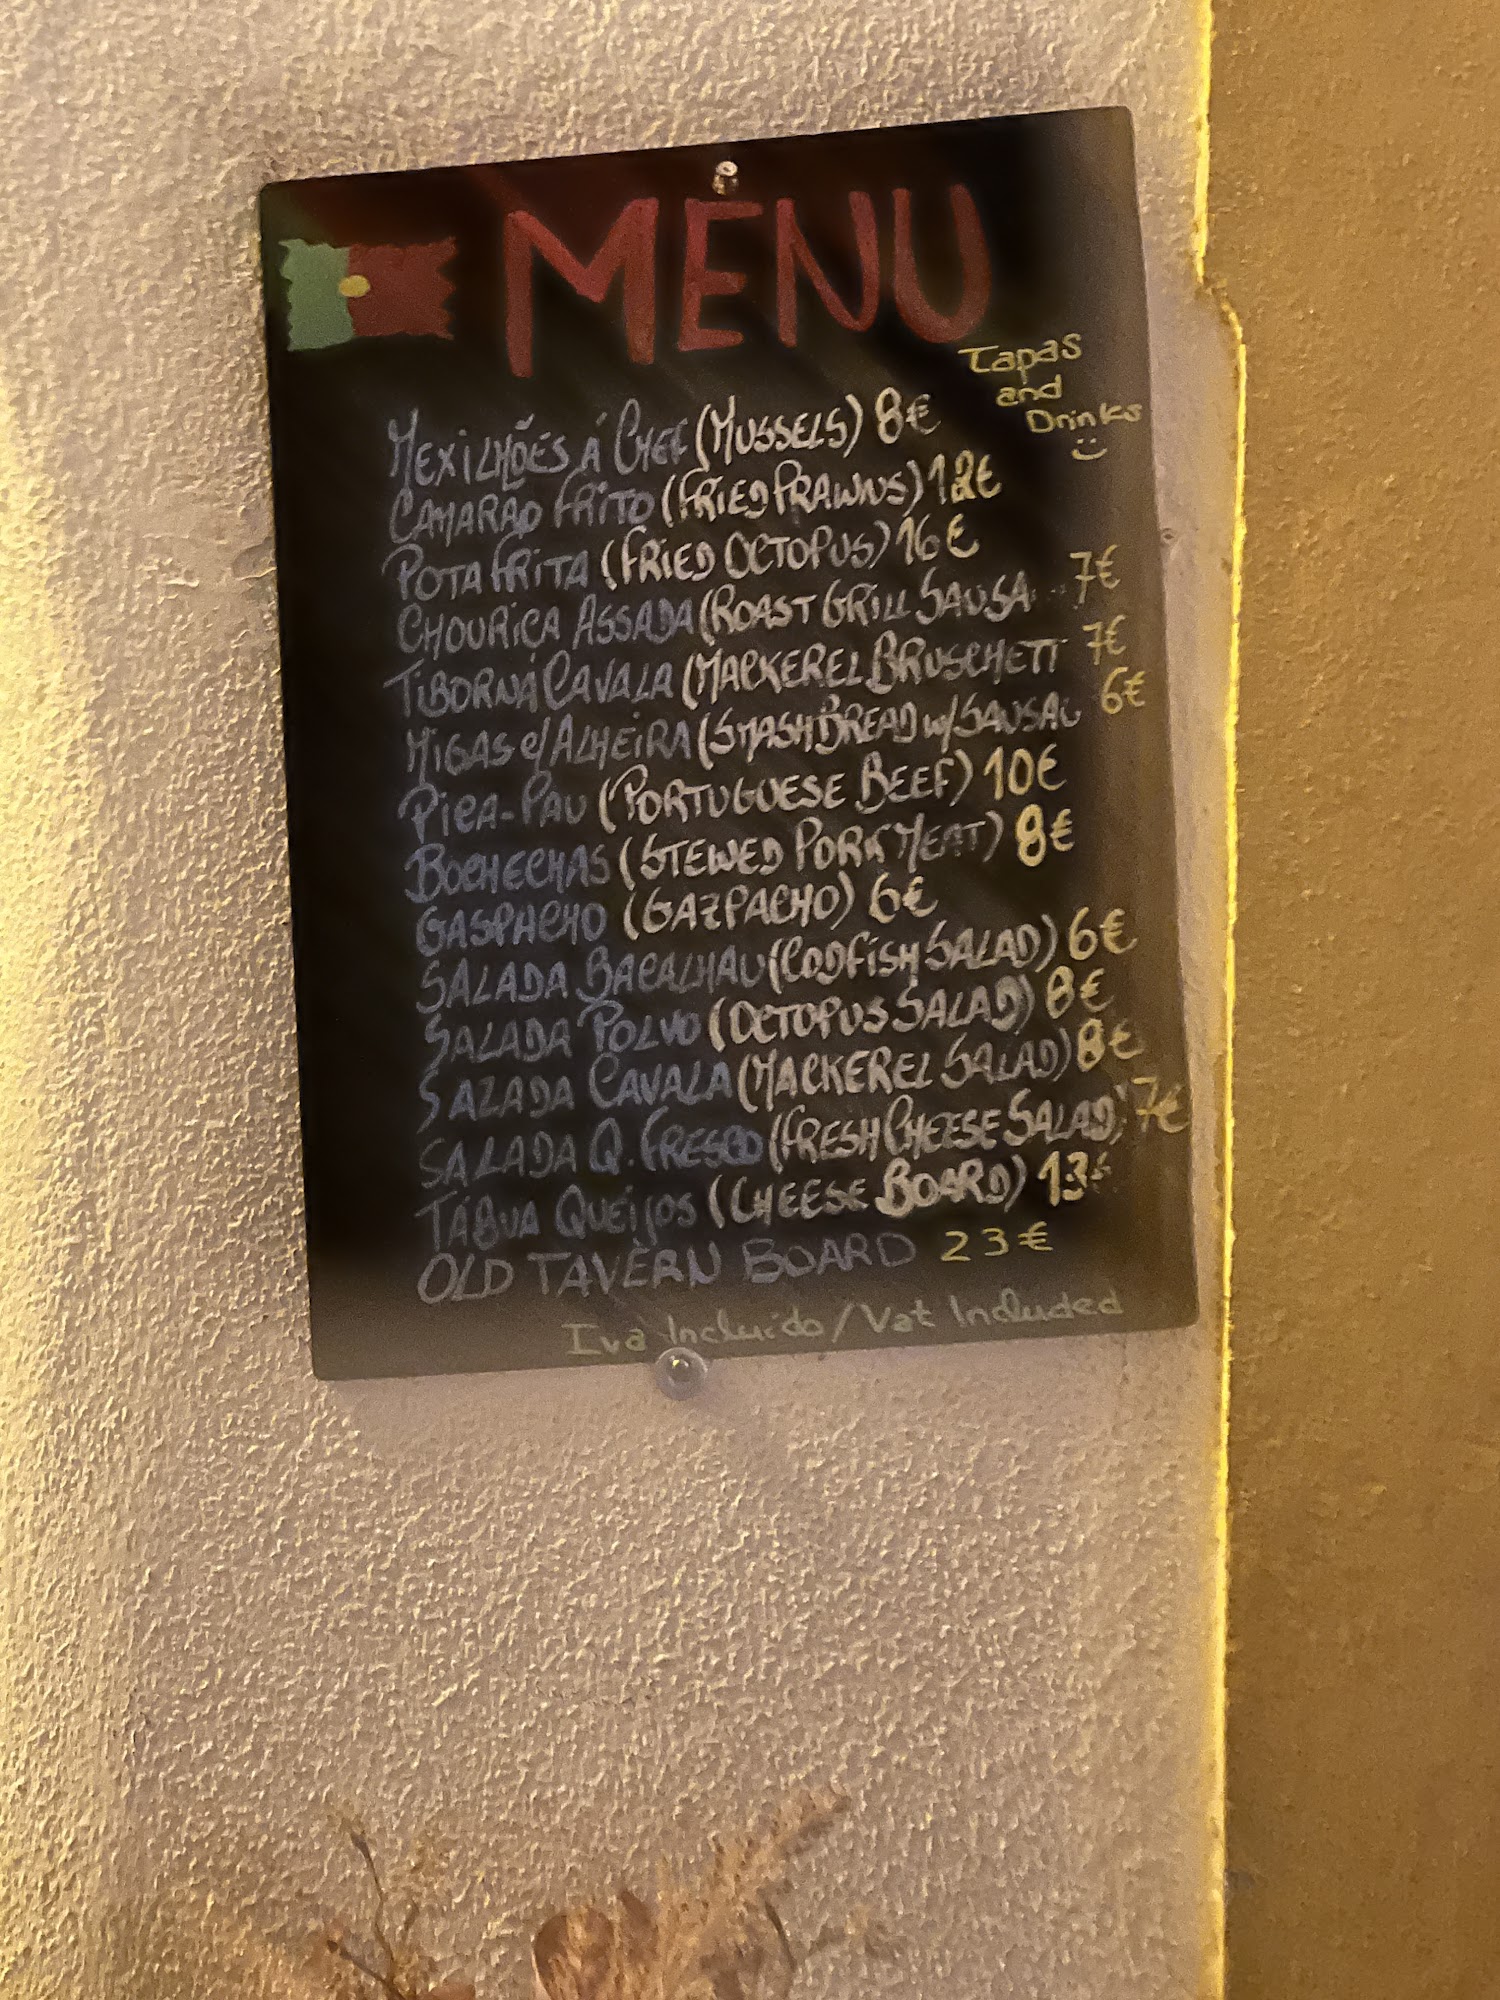 MENU
Tapas
and
Drinks
MEXILHÕES Á CHEF (MUSSELS) 8€
CAMARAO FRITO (FRIED PRAWNS) 12€
POTA FRITA (FRIED OCTOPUS) 16€
CHOURIÇA ASSADA (ROAST GRILL SAUSA 7€
TIBORNA CAVALA (MACKEREL BRUSCHETT 7€
MIGAS C/ALHEIRA (SMASH BREAD W/SAUSAG 6€
PICA-PAU (PORTUGUESE BEEF) 10€
BOCHECHAS (STEWED PORK MEAT) 8€
GASPACHO (GAZPACHO) 6€
SALADA BACALHAU (CODFISH SALAD) 6€
SALADA POLVO (OCTOPUS SALAD) 8€
SALADA CAVALA (MACKEREL SALAD) 8€
SALADA Q. FRESCO (FRESH CHEESE SALAD) 7€
TÁBUA QUEIJOS (CHEESE BOARD) 13€
OLD TAVERN BOARD 23€
Iva Incluído/Vat Included